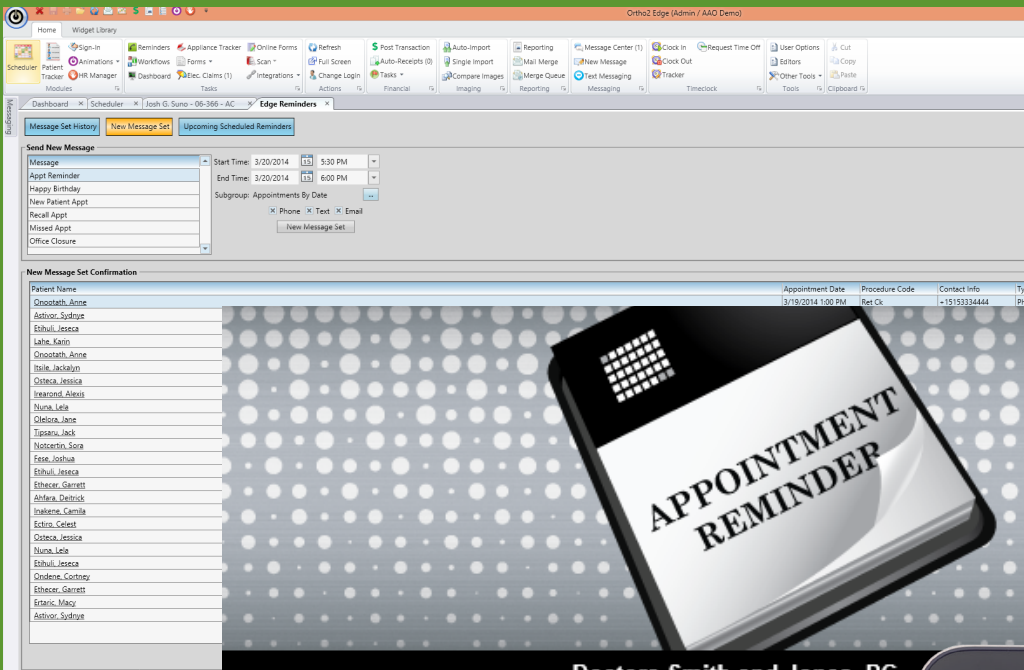 Ortho2 Edge (Admin / AAO Demo)
Home Widget Library
Scheduler
Patient Tracker
Sign-in
Animations
HR Manager
Modules
Reminders Appliance Tracker Online Forms
Workflows Forms Scan
Dashboard Elec. Claims (1) Integrations
Tasks
Refresh
Full Screen
Change Login
Actions
$ Post Transaction
Auto-Receipts (0)
Tasks
Financial
Auto-Import
Single Import
Compare Images
Imaging
Reporting
Mail Merge
Merge Queue
Reporting
Message Center (1)
New Message
Text Messaging
Messaging
Clock In Request Time Off
Clock Out
Tracker
Timeclock
User Options
Editors
Other Tools
Tools
Cut
Copy
Paste
Clipboard
Messaging
Dashboard × Scheduler × Josh G. Suno - 06-366 - AC × Edge Reminders ×
Message Set History New Message Set Upcoming Scheduled Reminders
Send New Message
Message
Appt Reminder
Happy Birthday
New Patient Appt
Recall Appt
Missed Appt
Office Closure
Start Time: 3/20/2014 15 5:30 PM
End Time: 3/20/2014 15 6:00 PM
Subgroup: Appointments By Date ...
Phone Text Email
New Message Set
New Message Set Confirmation
Patient Name Appointment Date Procedure Code Contact Info Ty
Onootath, Anne 3/19/2014 1:00 PM Ret Ck +15153334444 Ph
Astivor, Sydnye
Etihuli, Jeseca
Lahe, Karin
Onootath, Anne
Itsile, Jackalyn
Osteca, Jessica
Irearond, Alexis
Nuna, Lela
Olelora, Jane
Tipsaru, Jack
Notcertin, Sora
Fese, Joshua
Etihuli, Jeseca
Ethecer, Garrett
Ahfara, Deitrick
Inakene, Camila
Ectiro, Celest
Osteca, Jessica
Nuna, Lela
Etihuli, Jeseca
Ondene, Cortney
Ethecer, Garrett
Ertaric, Macy
Astivor, Sydnye
APPOINTMENT
REMINDER
Doctors Smith and Jones, PC